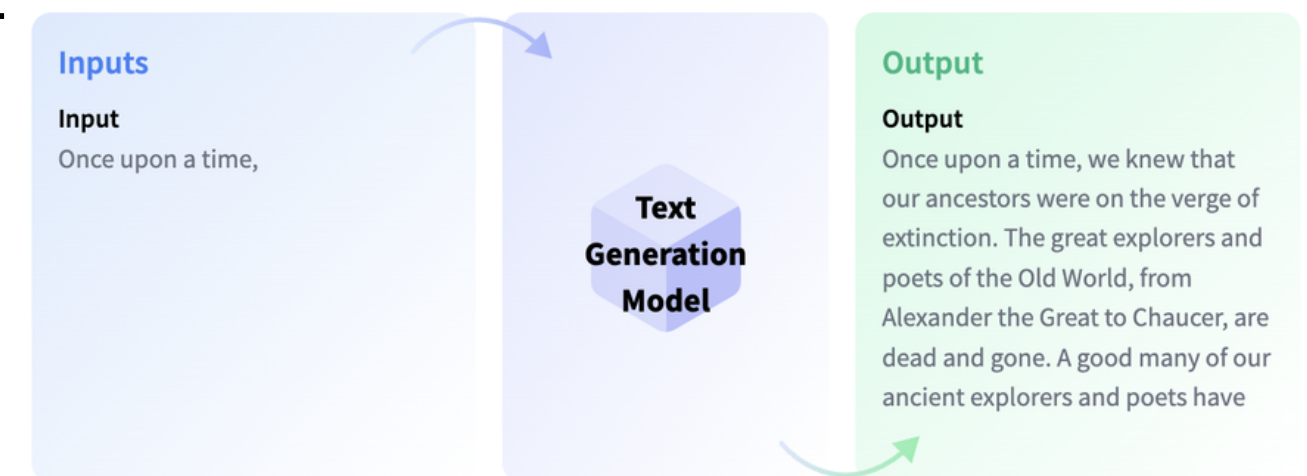 Inputs
Input
Once upon a time,
Text
Generation
Model
Output
Output
Once upon a time, we knew that
our ancestors were on the verge of
extinction. The great explorers and
poets of the Old World, from
Alexander the Great to Chaucer, are
dead and gone. A good many of our
ancient explorers and poets have